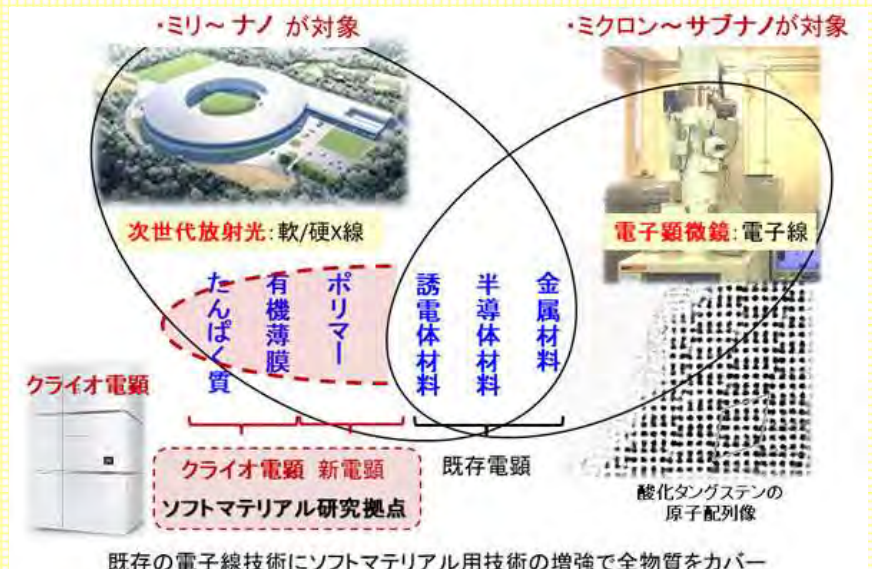 ・ミリ～ナノ が対象
・ミクロン～サブナノが対象
次世代放射光：軟/硬X線
電子顕微鏡：電子線
たんぱく質
有機薄膜
ポリマー
誘電体材料
半導体材料
金属材料
クライオ電顕
クライオ電顕 新電顕
ソフトマテリアル研究拠点
既存電顕
酸化タングステンの
原子配列像
既存の電子線技術にソフトマテリアル用技術の増強で全物質をカバー